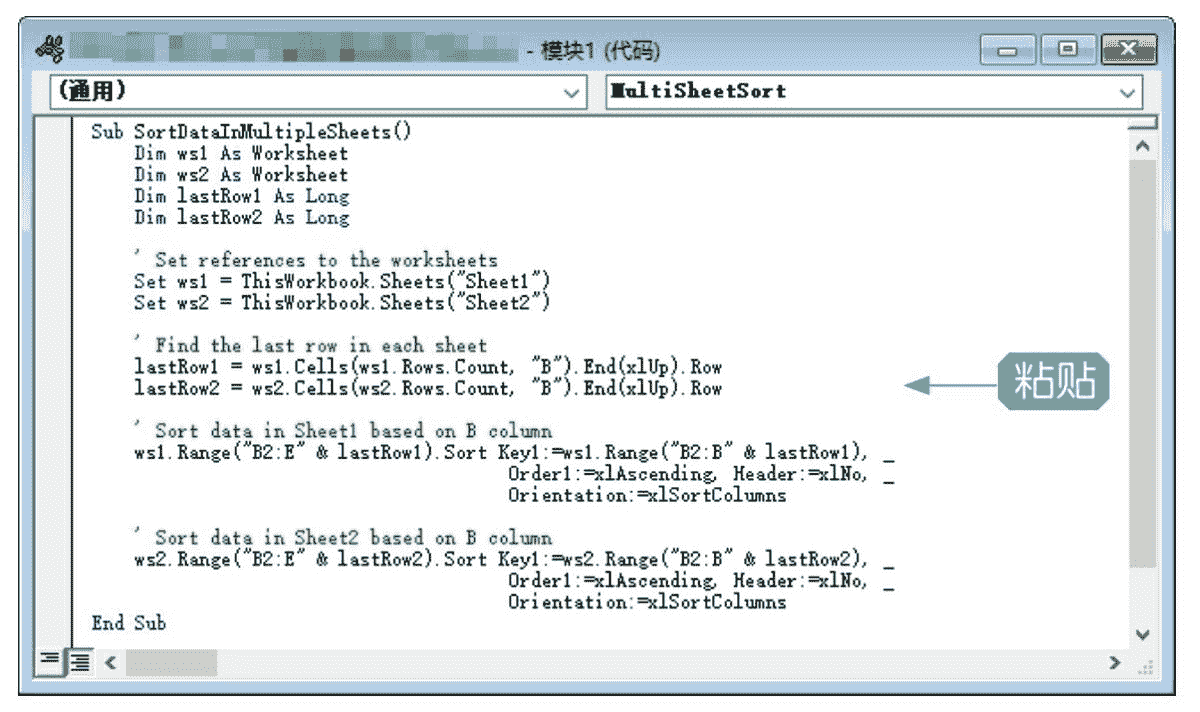 - 模块1 (代码)
(通用)
MultiSheetSort
Sub SortDataInMultipleSheets()
Dim ws1 As Worksheet
Dim ws2 As Worksheet
Dim lastRow1 As Long
Dim lastRow2 As Long
' Set references to the worksheets
Set ws1 = ThisWorkbook.Sheets("Sheet1")
Set ws2 = ThisWorkbook.Sheets("Sheet2")
' Find the last row in each sheet
lastRow1 = ws1.Cells(ws1.Rows.Count, "B").End(xlUp).Row
lastRow2 = ws2.Cells(ws2.Rows.Count, "B").End(xlUp).Row
粘贴
' Sort data in Sheet1 based on B column
ws1.Range("B2:E" & lastRow1).Sort Key1:=ws1.Range("B2:B" & lastRow1), _
Order1:=xlAscending, Header:=xlNo, _
Orientation:=xlSortColumns
' Sort data in Sheet2 based on B column
ws2.Range("B2:E" & lastRow2).Sort Key1:=ws2.Range("B2:B" & lastRow2), _
Order1:=xlAscending, Header:=xlNo, _
Orientation:=xlSortColumns
End Sub